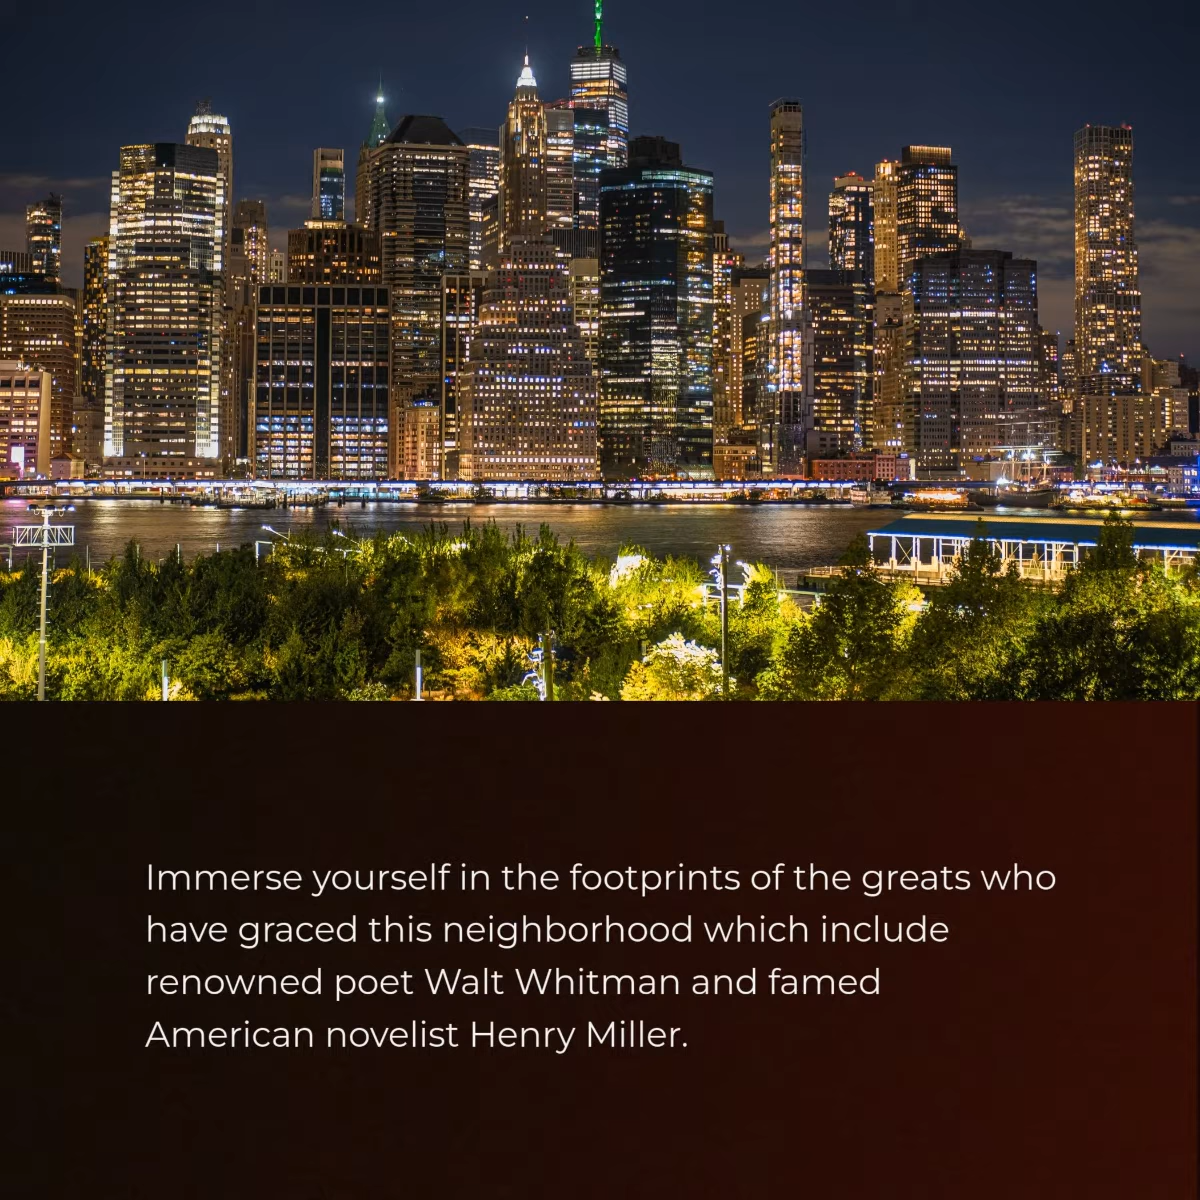 Immerse yourself in the footprints of the greats who
have graced this neighborhood which include
renowned poet Walt Whitman and famed
American novelist Henry Miller.